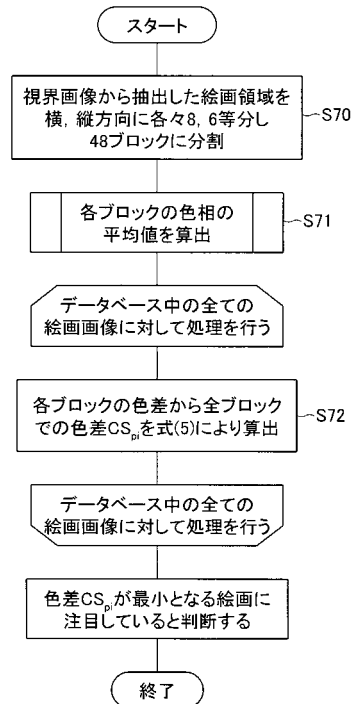 スタート
視界画像から抽出した絵画領域を
横, 縦方向に各々8, 6等分し
48ブロックに分割
S70
各ブロックの色相の
平均値を算出
S71
データベース中の全ての
絵画画像に対して処理を行う
各ブロックの色差から全ブロック
での色差CSpiを式(5)により算出
S72
データベース中の全ての
絵画画像に対して処理を行う
色差CSpiが最小となる絵画に
注目していると判断する
終了